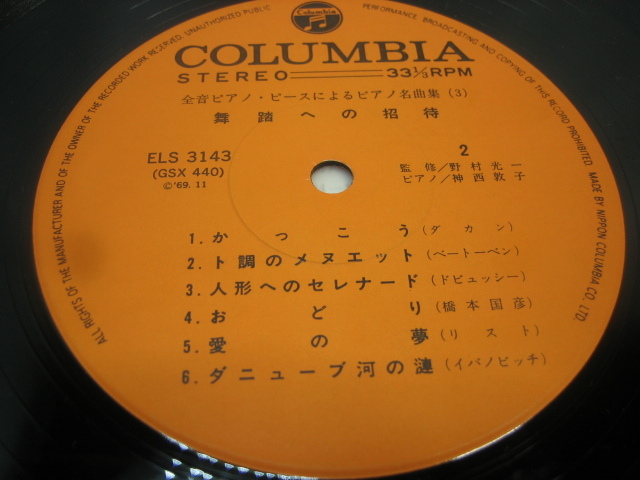 Columbia
COLUMBIA
STEREO 33⅓RPM
全音ピアノ・ピースによるピアノ名曲集 (3)
舞踏への招待
ELS 3143
(GSX 440)
©'69. 11
2
監修/野村光一
ピアノ/神西敦子
1. かっこう (ダカン)
2. ト調のメヌエット (ベートーベン)
3. 人形へのセレナード (ドビュッシー)
4. おどり (橋本国彦)
5. 愛の夢 (リスト)
6. ダニューブ河の漣 (イバノビッチ)
ALL RIGHTS OF THE MANUFACTURER AND OF THE OWNER OF THE RECORDED WORK RESERVED. UNAUTHORIZED PUBLIC PERFORMANCE BROADCASTING AND COPYING OF THIS RECORD PROHIBITED MADE BY NIPPON COLUMBIA CO. LTD.